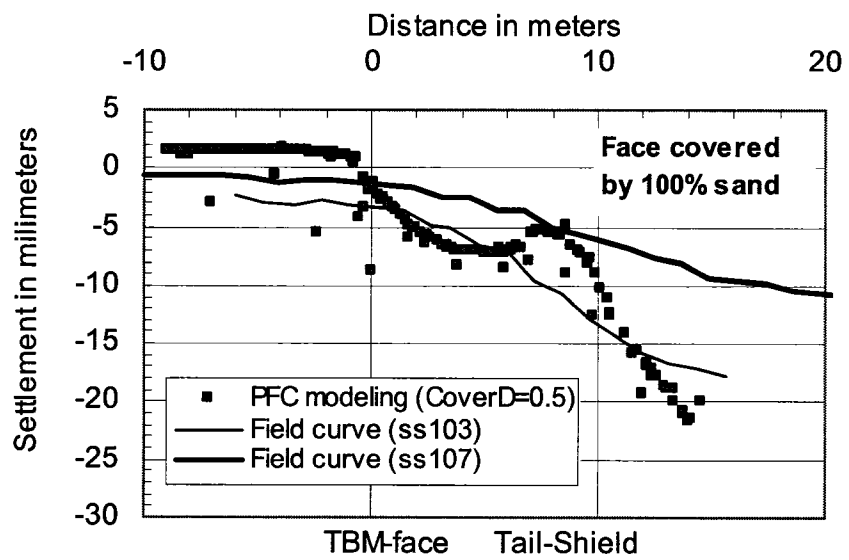 Distance in meters
-10 0 10 20
5
0
-5
-10
-15
-20
-25
-30
Settlement in milimeters
Face covered
by 100% sand
PFC modeling (CoverD=0.5)
Field curve (ss103)
Field curve (ss107)
TBM-face Tail-Shield